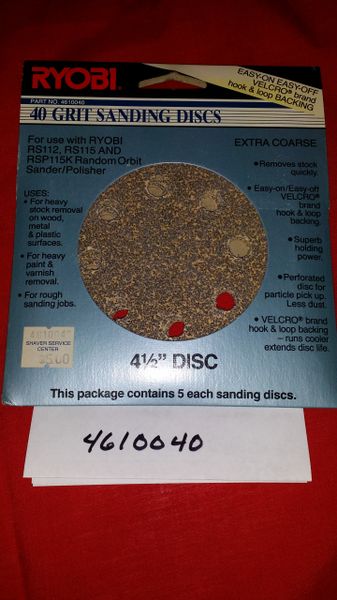 RYOBI
EASY-ON EASY-OFF
VELCRO® brand
hook & loop BACKING
PART NO. 4610040
40 GRIT SANDING DISCS
For use with RYOBI
RS112, RS115 AND
RSP115K Random Orbit
Sander/Polisher
USES:
• For heavy
stock removal
on wood,
metal
& plastic
surfaces.
• For heavy
paint &
varnish
removal.
• For rough
sanding jobs.
EXTRA COARSE
• Removes stock
quickly.
• Easy-on/Easy-off
VELCRO®
brand
hook & loop
backing.
• Superb
holding
power.
• Perforated
disc for
particle pick up.
Less dust.
• VELCRO® brand
hook & loop backing
– runs cooler
extends disc life.
SHAVER SERVICE
CENTER
4½" DISC
This package contains 5 each sanding discs.
4610040